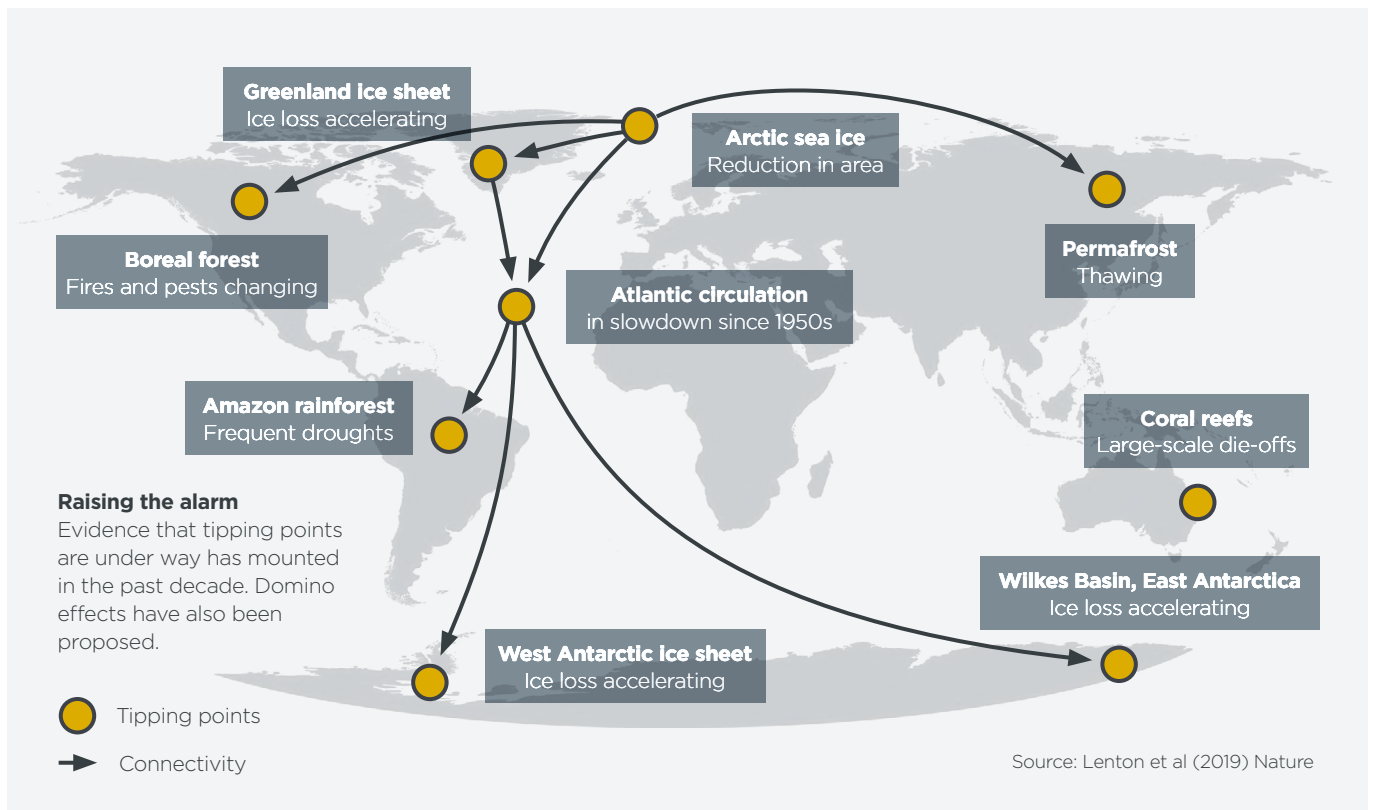 Greenland ice sheet
Ice loss accelerating
Arctic sea ice
Reduction in area
Boreal forest
Fires and pests changing
Permafrost
Thawing
Atlantic circulation
in slowdown since 1950s
Amazon rainforest
Frequent droughts
Coral reefs
Large-scale die-offs
Raising the alarm
Evidence that tipping points
are under way has mounted
in the past decade. Domino
effects have also been
proposed.
Wilkes Basin, East Antarctica
Ice loss accelerating
West Antarctic ice sheet
Ice loss accelerating
Tipping points
Connectivity
Source: Lenton et al (2019) Nature